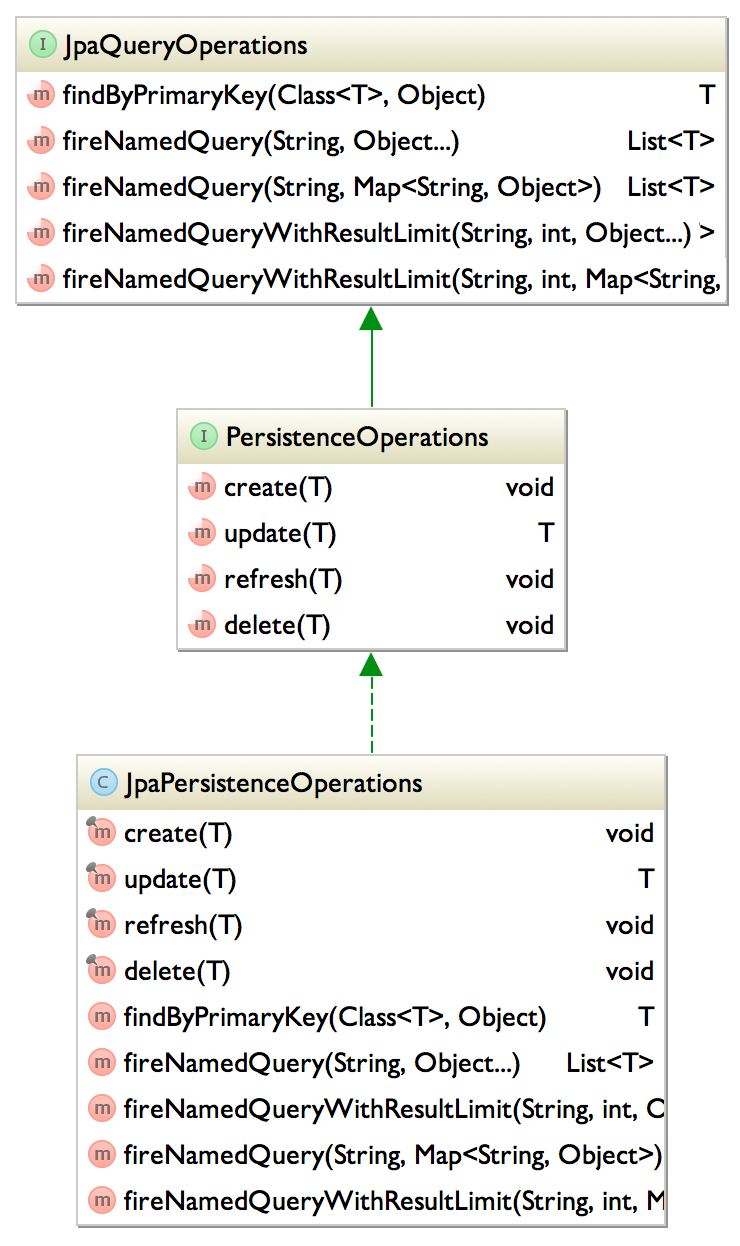 I JpaQueryOperations
m findByPrimaryKey(Class<T>, Object) T
m fireNamedQuery(String, Object...) List<T>
m fireNamedQuery(String, Map<String, Object>) List<T>
m fireNamedQueryWithResultLimit(String, int, Object...) >
m fireNamedQueryWithResultLimit(String, int, Map<String,
I PersistenceOperations
m create(T) void
m update(T) T
m refresh(T) void
m delete(T) void
C JpaPersistenceOperations
m create(T) void
m update(T) T
m refresh(T) void
m delete(T) void
m findByPrimaryKey(Class<T>, Object) T
m fireNamedQuery(String, Object...) List<T>
m fireNamedQueryWithResultLimit(String, int,
m fireNamedQuery(String, Map<String, Object>)
m fireNamedQueryWithResultLimit(String, int,